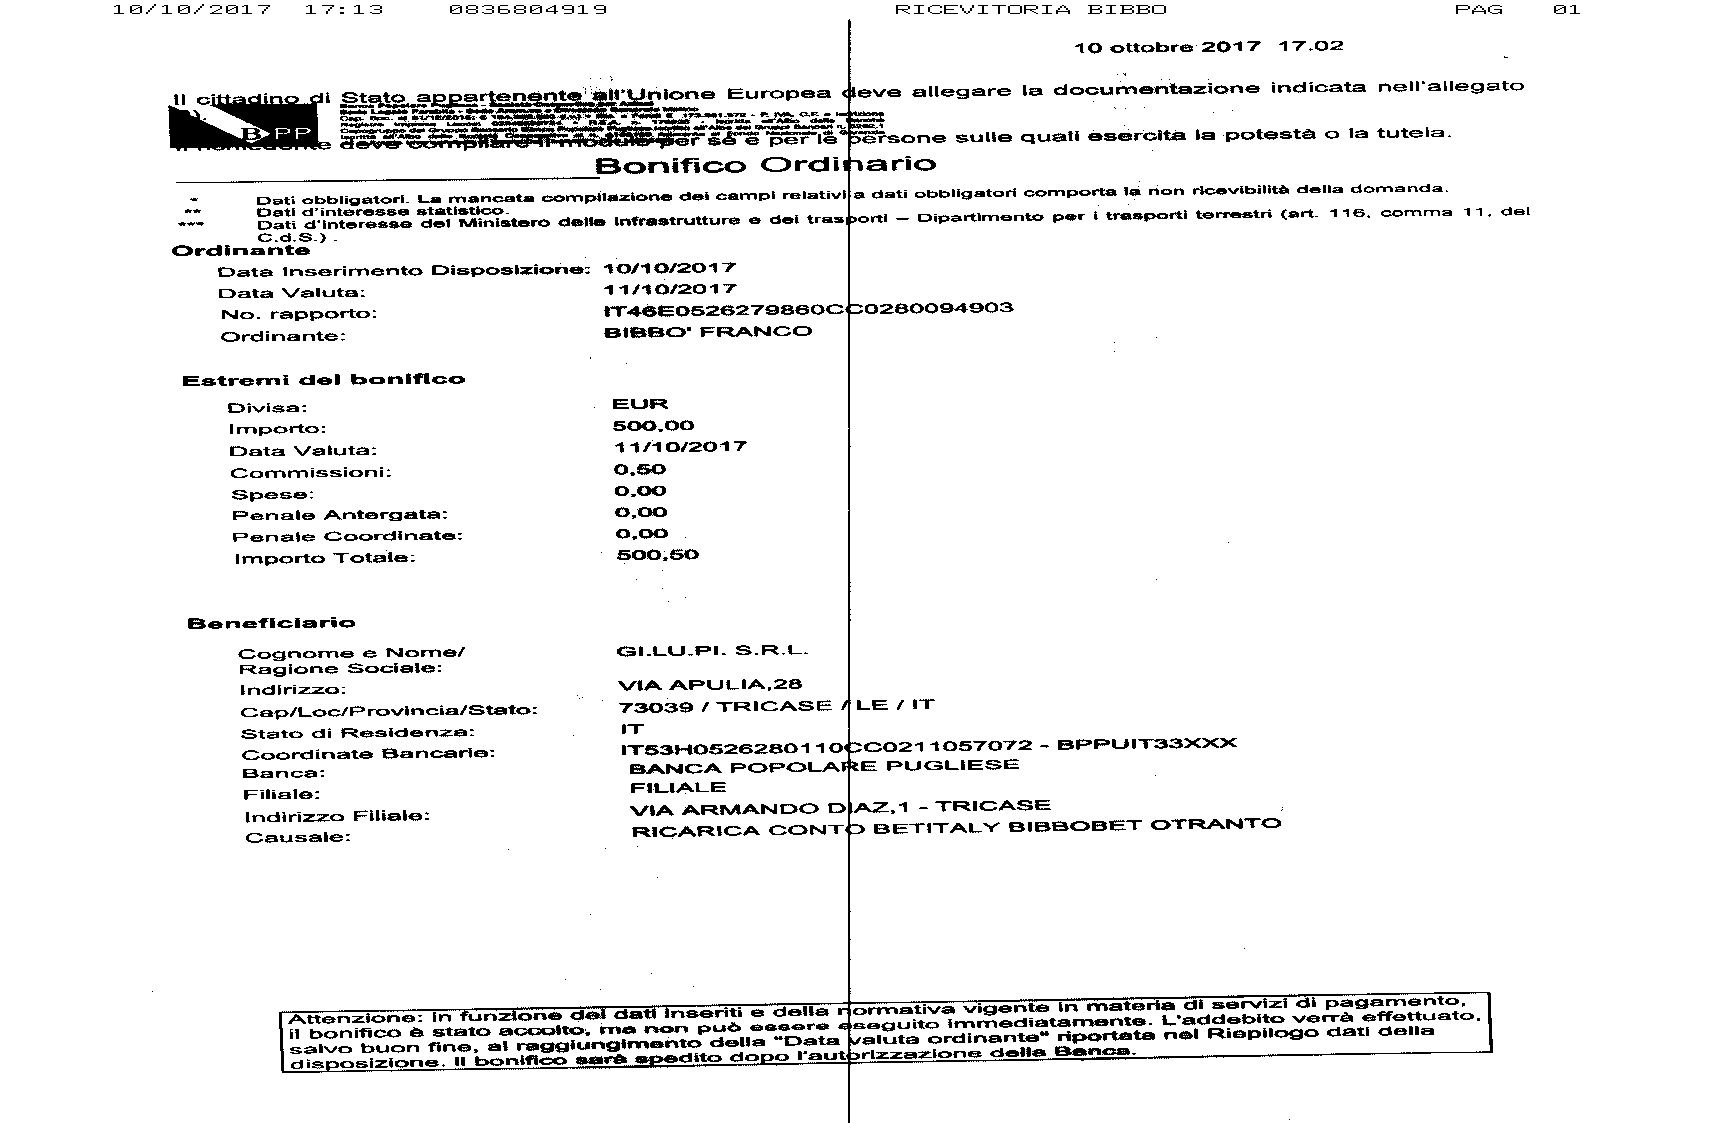 10/10/2017 17:13 0836804919 RICEVITORIA BIBBO PAG 01
10 ottobre 2017 17.02
Il cittadino di Stato appartenente all'Unione Europea deve allegare la documentazione indicata nell'allegato
BPP
deve compilare il modulo per sé e per le persone sulle quali esercita la potestà o la tutela.
Bonifico Ordinario
* Dati obbligatori. La mancata compilazione dei campi relativi a dati obbligatori comporta la non ricevibilità della domanda.
** Dati d'interesse statistico.
*** Dati d'interesse del Ministero delle Infrastrutture e dei trasporti – Dipartimento per i trasporti terrestri (art. 116, comma 11, del
C.d.S.) .
Ordinante
Data Inserimento Disposizione: 10/10/2017
Data Valuta: 11/10/2017
No. rapporto: IT46E0526279860CC0280094903
Ordinante: BIBBO' FRANCO
Estremi del bonifico
Divisa: EUR
Importo: 500,00
Data Valuta: 11/10/2017
Commissioni: 0,50
Spese: 0,00
Penale Antergata: 0,00
Penale Coordinate: 0,00
Importo Totale: 500,50
Beneficiario
Cognome e Nome/ GI.LU.PI. S.R.L.
Ragione Sociale:
Indirizzo: VIA APULIA,28
Cap/Loc/Provincia/Stato: 73039 / TRICASE / LE / IT
Stato di Residenza: IT
Coordinate Bancarie: IT53H0526280110CC0211057072 - BPPUIT33XXX
Banca: BANCA POPOLARE PUGLIESE
Filiale: FILIALE
Indirizzo Filiale: VIA ARMANDO DIAZ,1 - TRICASE
Causale: RICARICA CONTO BETITALY BIBBOBET OTRANTO
Attenzione: in funzione dei dati inseriti e della normativa vigente in materia di servizi di pagamento,
il bonifico è stato accolto, ma non può essere eseguito immediatamente. L'addebito verrà effettuato,
salvo buon fine, al raggiungimento della "Data valuta ordinante" riportata nel Riepilogo dati della
disposizione. Il bonifico sarà spedito dopo l'autorizzazione della Banca.